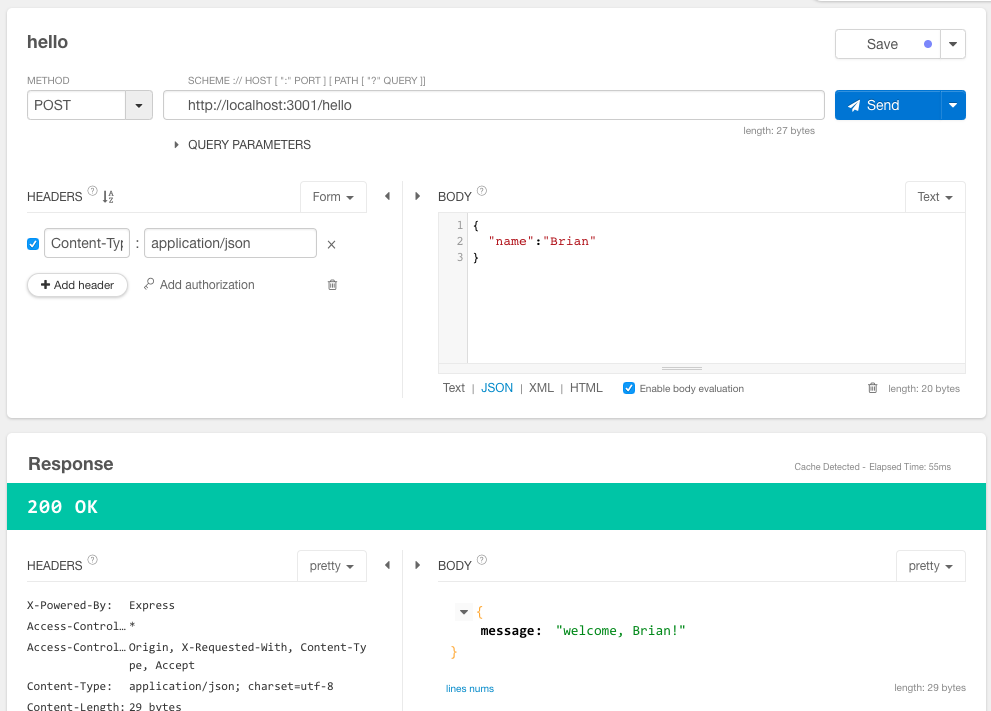 hello
Save
METHOD
SCHEME :// HOST [ ":" PORT ] [ PATH [ "?" QUERY ]]
POST
http://localhost:3001/hello
Send
length: 27 bytes
QUERY PARAMETERS
HEADERS ? Form
BODY ? Text
Content-Typ : application/json ×
+ Add header
Add authorization
1 {
2 "name":"Brian"
3 }
Text | JSON | XML | HTML
Enable body evaluation
length: 20 bytes
Response
Cache Detected - Elapsed Time: 55ms
200 OK
HEADERS ? pretty
BODY ? pretty
X-Powered-By: Express
Access-Control… *
Access-Control… Origin, X-Requested-With, Content-Ty
pe, Accept
Content-Type: application/json; charset=utf-8
Content-Length: 29 bytes
{
message: "welcome, Brian!"
}
lines nums
length: 29 bytes